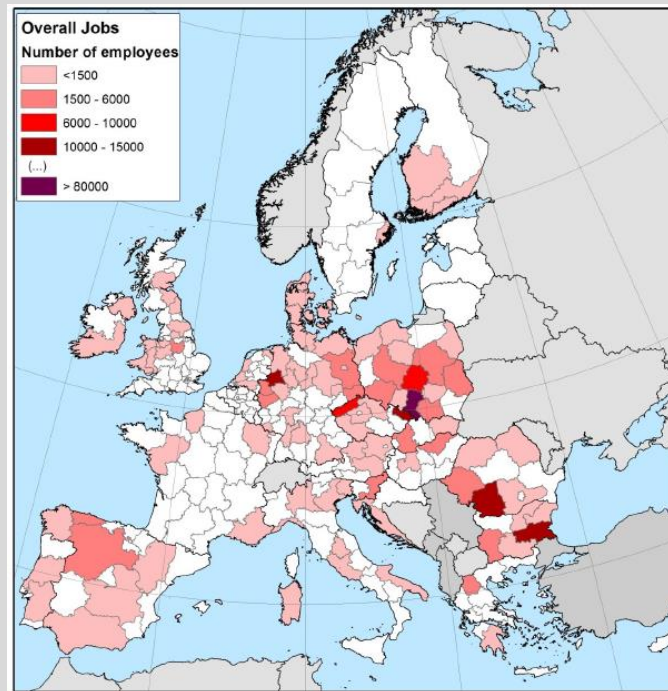 Overall Jobs
Number of employees
<1500
1500 - 6000
6000 - 10000
10000 - 15000
(...)
> 80000